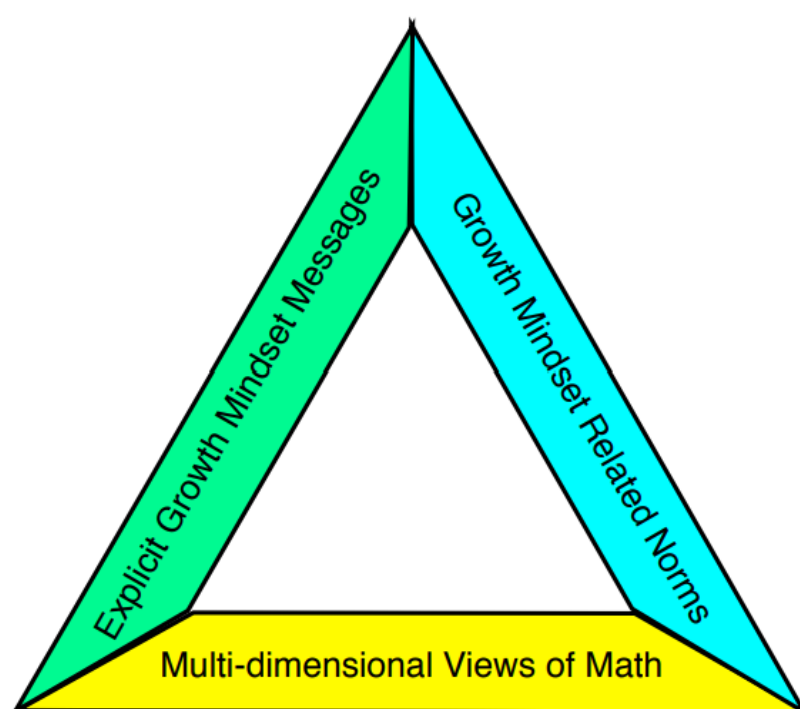 Explicit Growth Mindset Messages
Growth Mindset Related Norms
Multi-dimensional Views of Math